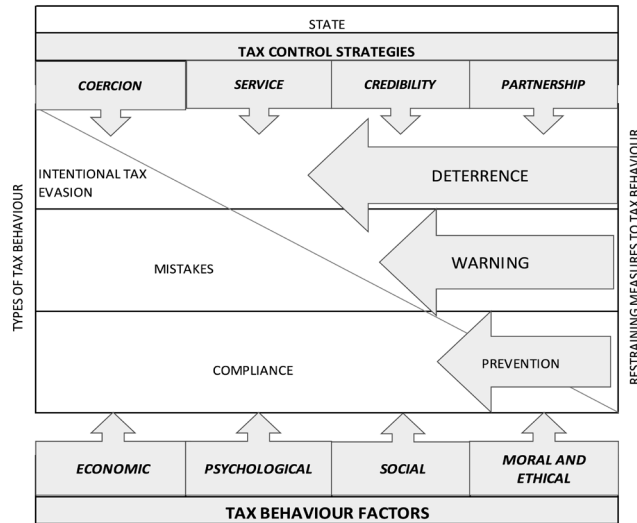 STATE
TAX CONTROL STRATEGIES
COERCION
SERVICE
CREDIBILITY
PARTNERSHIP
TYPES OF TAX BEHAVIOUR
INTENTIONAL TAX
EVASION
DETERRENCE
MISTAKES
WARNING
COMPLIANCE
PREVENTION
RESTRAINING MEASURES TO TAX BEHAVIOUR
ECONOMIC
PSYCHOLOGICAL
SOCIAL
MORAL AND
ETHICAL
TAX BEHAVIOUR FACTORS